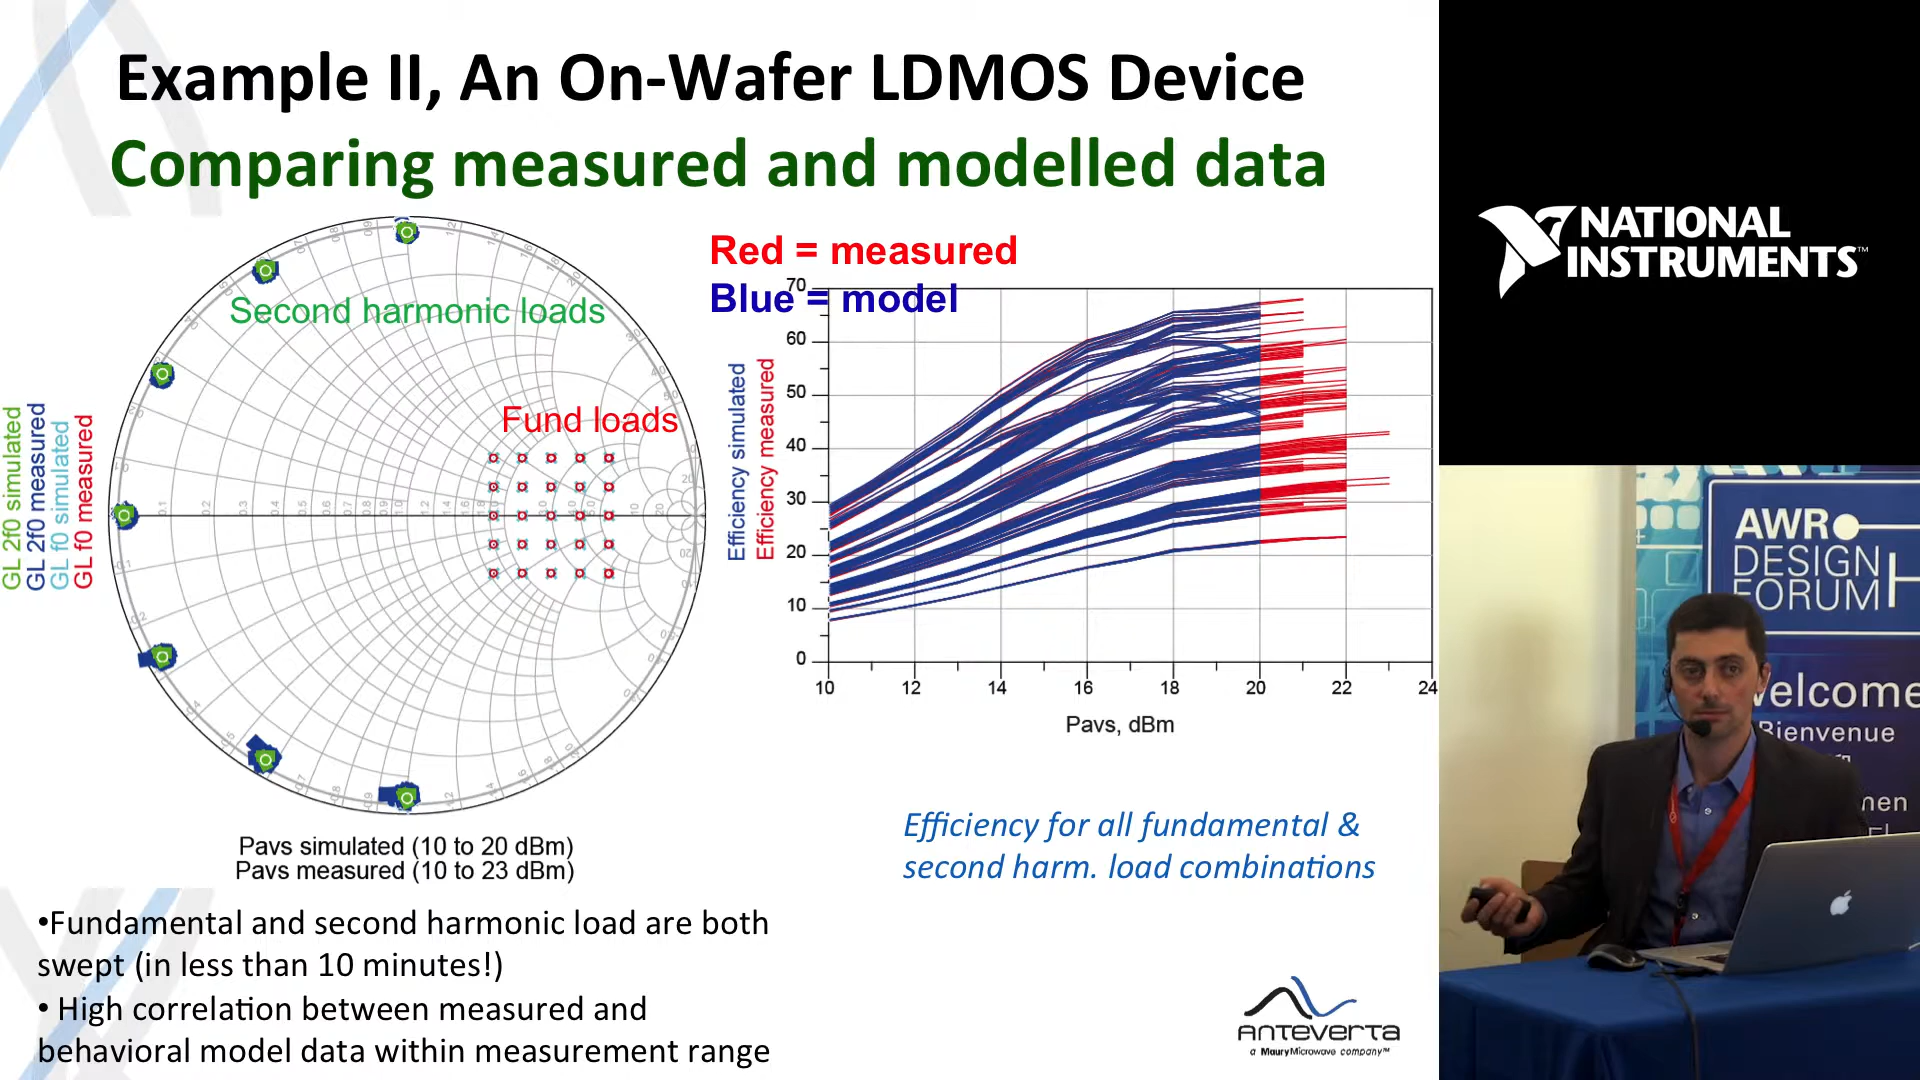 Example II, An On-Wafer LDMOS Device
Comparing measured and modelled data
Red = measured
Blue = model
Second harmonic loads
Fund loads
GL 2f0 simulated
GL 2f0 measured
GL f0 simulated
GL f0 measured
Pavs simulated (10 to 20 dBm)
Pavs measured (10 to 23 dBm)
Efficiency simulated
Efficiency measured
70
60
50
40
30
20
10
0
10 12 14 16 18 20 22 24
Pavs, dBm
Efficiency for all fundamental &
second harm. load combinations
•Fundamental and second harmonic load are both
swept (in less than 10 minutes!)
• High correlation between measured and
behavioral model data within measurement range
anteverta
a Maury Microwave company™
NATIONAL
INSTRUMENTS™
AWR
DESIGN
FORUM
elcome
Bienvenue